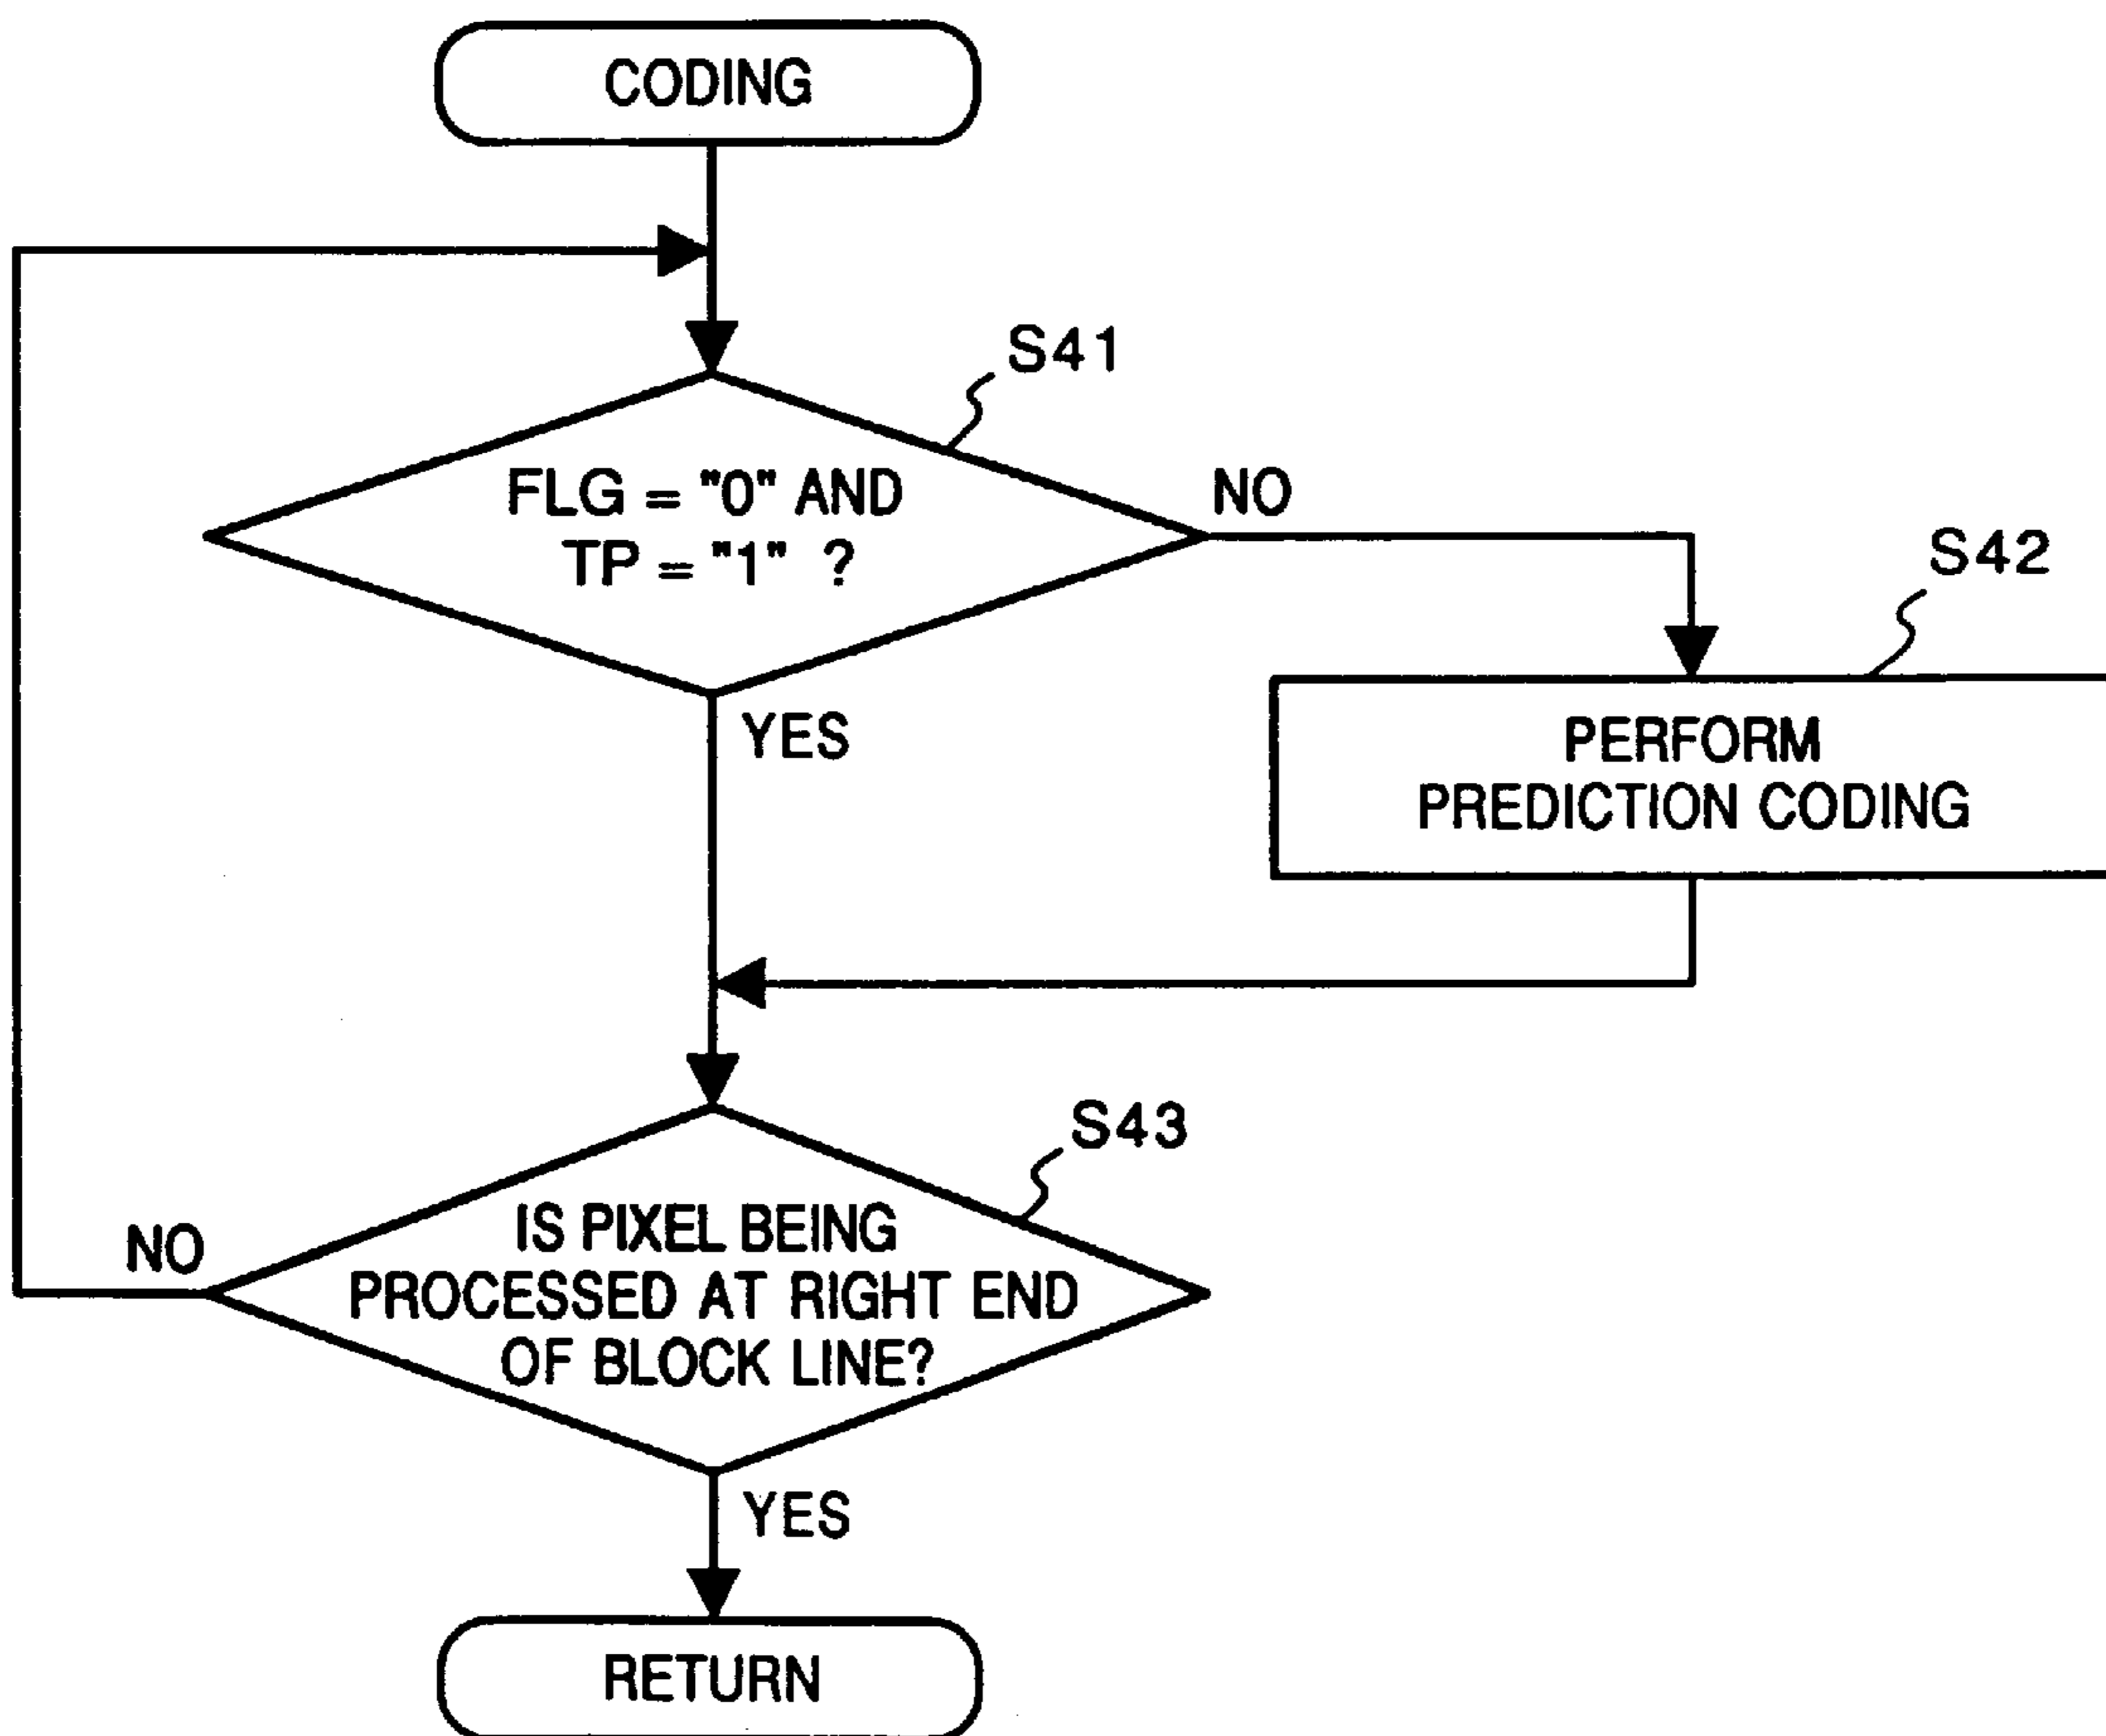 CODING
S41
FLG = "0" AND
TP = "1" ?
NO
S42
YES
PERFORM
PREDICTION CODING
S43
IS PIXEL BEING
PROCESSED AT RIGHT END
OF BLOCK LINE?
NO
YES
RETURN